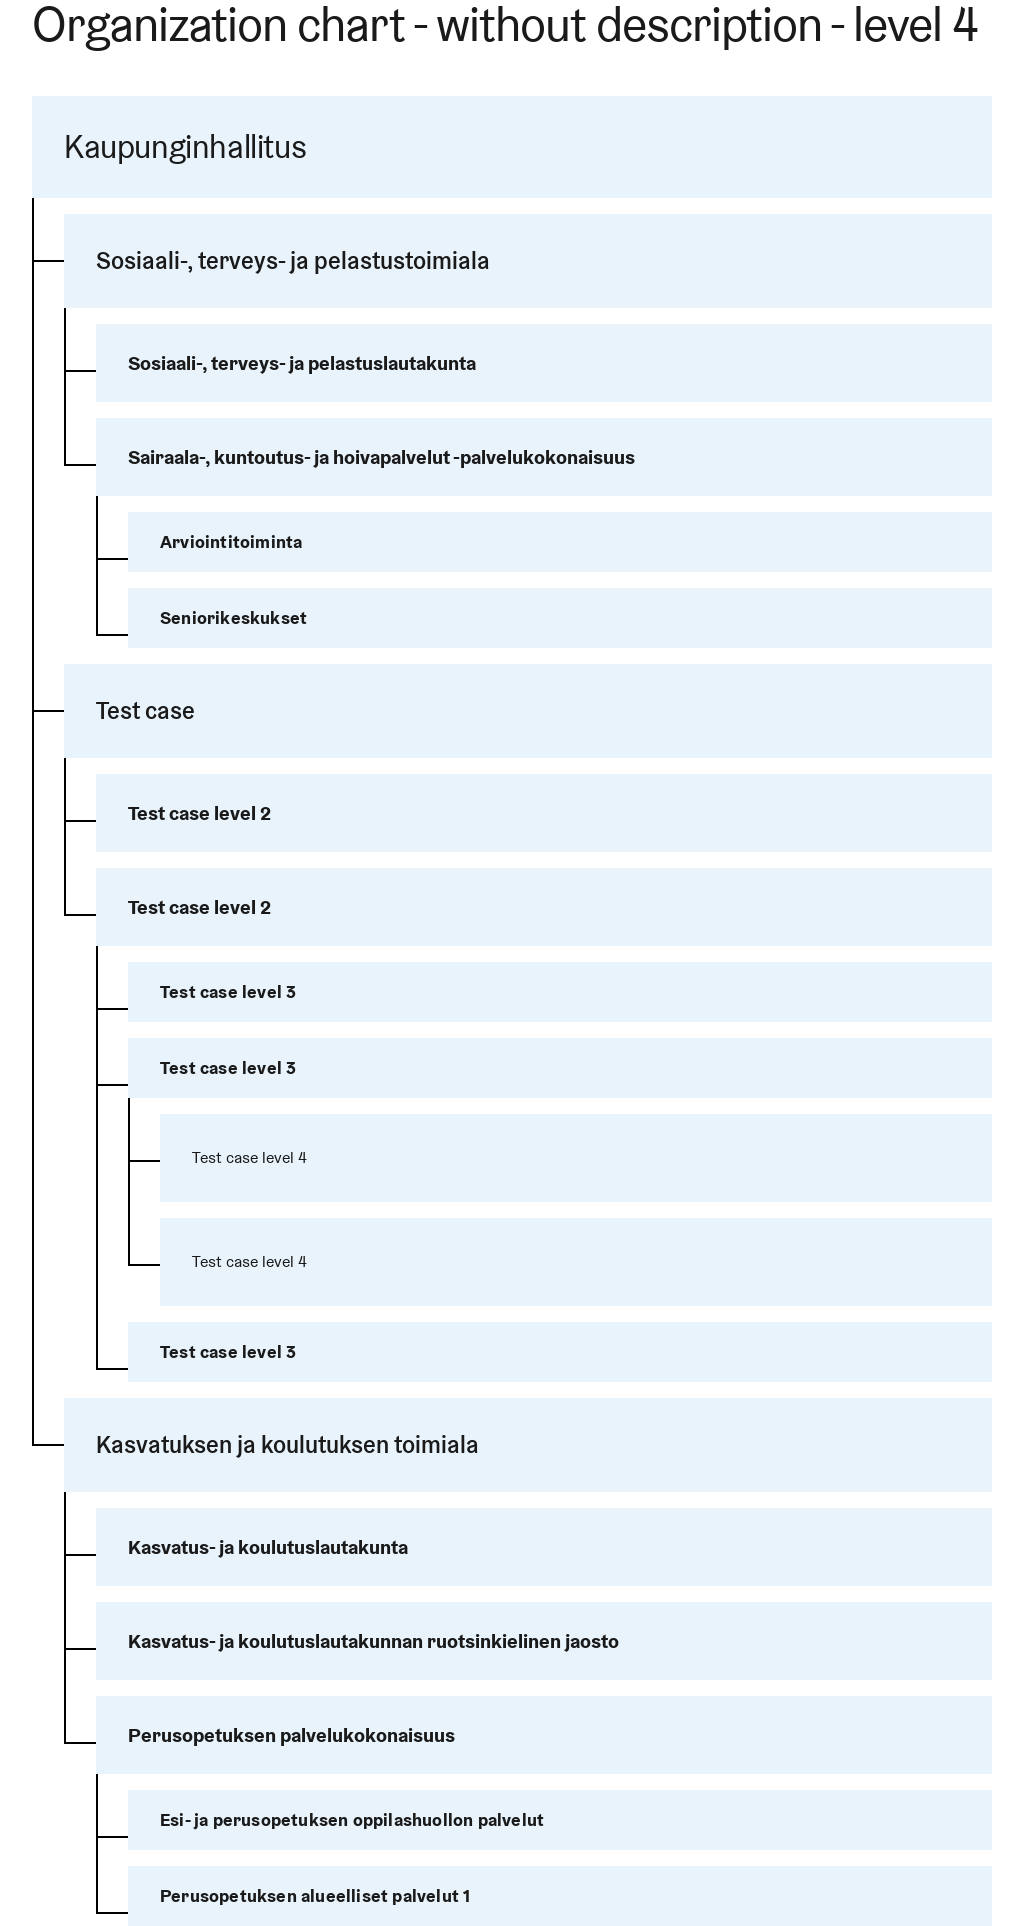 Organization chart - without description - level 4
Kaupunginhallitus
Sosiaali-, terveys- ja pelastustoimiala
Sosiaali-, terveys- ja pelastuslautakunta
Sairaala-, kuntoutus- ja hoivapalvelut -palvelukokonaisuus
Arviointitoiminta
Seniorikeskukset
Test case
Test case level 2
Test case level 2
Test case level 3
Test case level 3
Test case level 4
Test case level 4
Test case level 3
Kasvatuksen ja koulutuksen toimiala
Kasvatus- ja koulutuslautakunta
Kasvatus- ja koulutuslautakunnan ruotsinkielinen jaosto
Perusopetuksen palvelukokonaisuus
Esi- ja perusopetuksen oppilashuollon palvelut
Perusopetuksen alueelliset palvelut 1